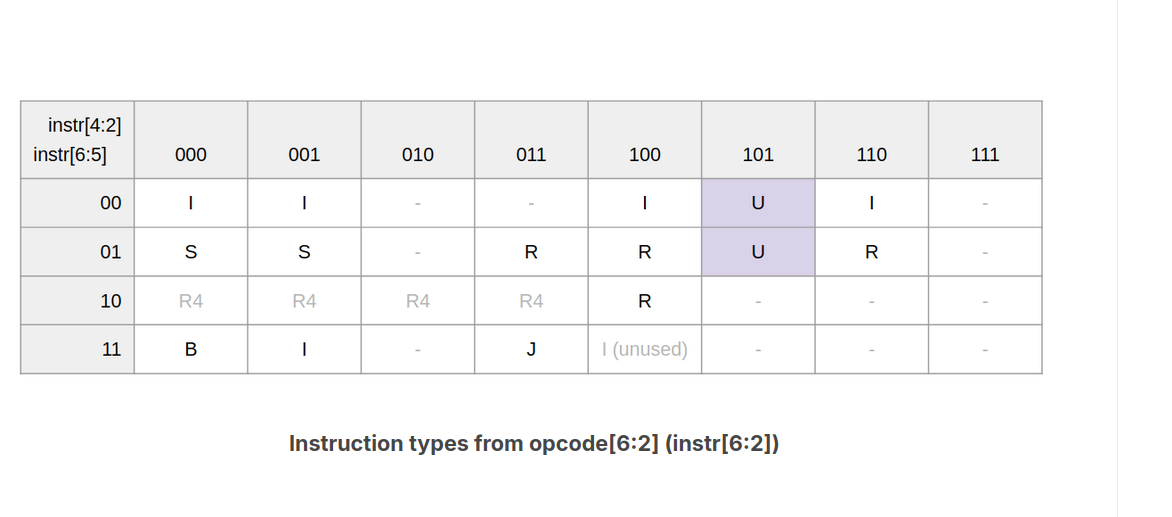 instr[4:2]
instr[6:5] 000 001 010 011 100 101 110 111
00 I I - - I U I -
01 S S - R R U R -
10 R4 R4 R4 R4 R - - -
11 B I - J I (unused) - - -
Instruction types from opcode[6:2] (instr[6:2])